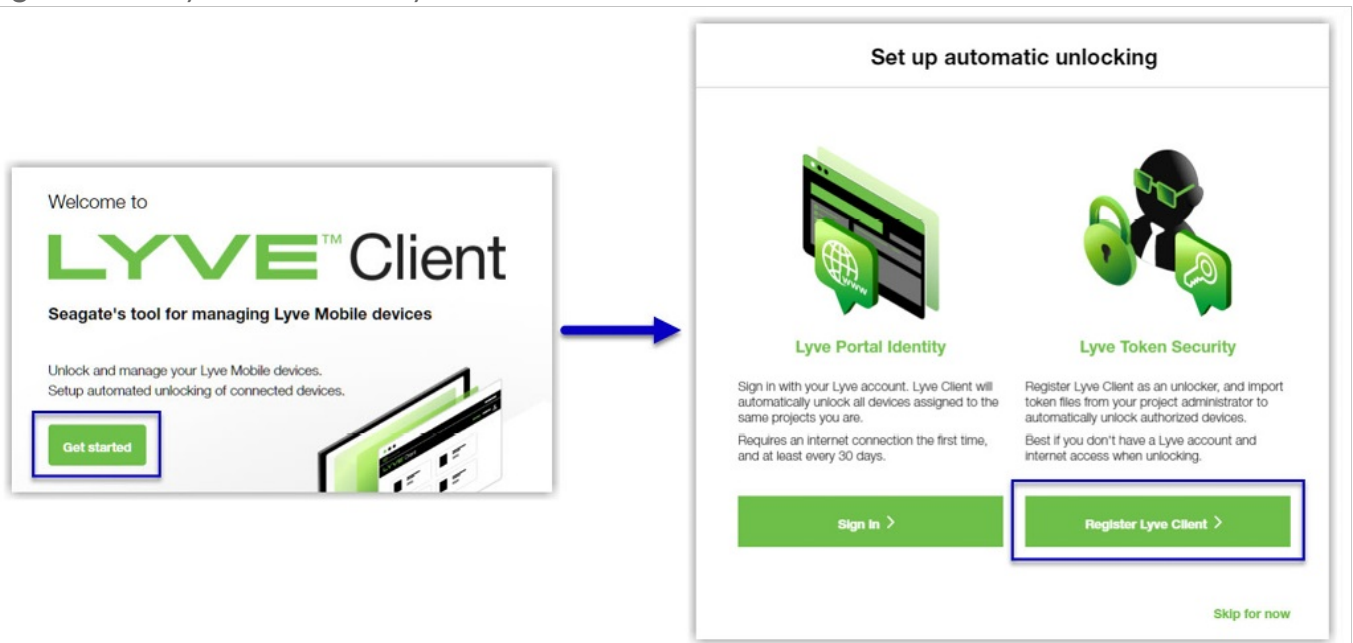 Welcome to
LYVE™ Client
Seagate's tool for managing Lyve Mobile devices
Unlock and manage your Lyve Mobile devices.
Setup automated unlocking of connected devices.
Get started
Set up automatic unlocking
www
Lyve Portal Identity
Sign in with your Lyve account. Lyve Client will
automatically unlock all devices assigned to the
same projects you are.
Requires an internet connection the first time,
and at least every 30 days.
Sign In >
Lyve Token Security
Register Lyve Client as an unlocker, and import
token files from your project administrator to
automatically unlock authorized devices.
Best if you don't have a Lyve account and
internet access when unlocking.
Register Lyve Client >
Skip for now